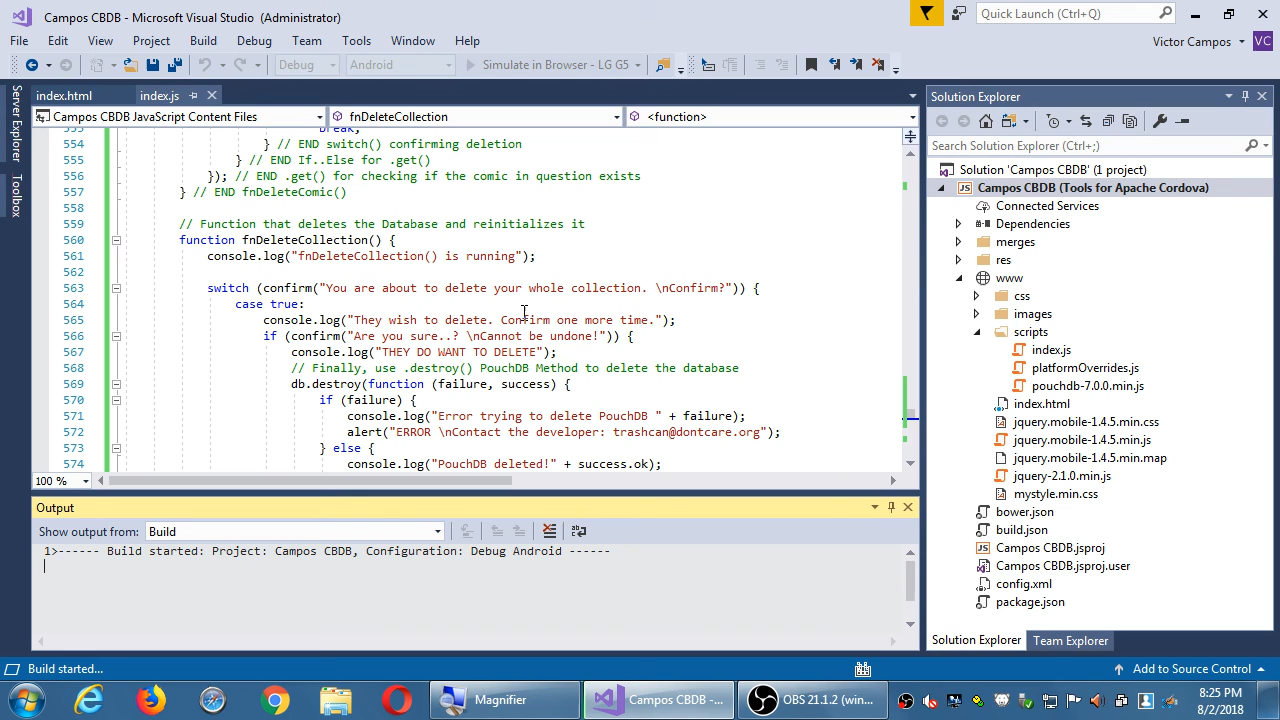 Campos CBDB - Microsoft Visual Studio (Administrator)
Quick Launch (Ctrl+Q)
File Edit View Project Build Debug Team Tools Window Help
Victor Campos VC
Debug Android Simulate in Browser - LG G5
Server Explorer
Toolbox
index.html index.js
Campos CBDB JavaScript Content Files fnDeleteCollection <function>
553 break;
554 } // END switch() confirming deletion
555 } // END If..Else for .get()
556 }); // END .get() for checking if the comic in question exists
557 } // END fnDeleteComic()
558
559 // Function that deletes the Database and reinitializes it
560 function fnDeleteCollection() {
561 console.log("fnDeleteCollection() is running");
562
563 switch (confirm("You are about to delete your whole collection. \nConfirm?")) {
564 case true:
565 console.log("They wish to delete. Confirm one more time.");
566 if (confirm("Are you sure..? \nCannot be undone!")) {
567 console.log("THEY DO WANT TO DELETE");
568 // Finally, use .destroy() PouchDB Method to delete the database
569 db.destroy(function (failure, success) {
570 if (failure) {
571 console.log("Error trying to delete PouchDB " + failure);
572 alert("ERROR \nContact the developer: trashcan@dontcare.org");
573 } else {
574 console.log("PouchDB deleted!" + success.ok);
100 %
Output
Show output from: Build
1>------ Build started: Project: Campos CBDB, Configuration: Debug Android ------
Solution Explorer
Search Solution Explorer (Ctrl+;)
Solution 'Campos CBDB' (1 project)
JS Campos CBDB (Tools for Apache Cordova)
Connected Services
Dependencies
merges
res
www
css
images
scripts
index.js
platformOverrides.js
pouchdb-7.0.0.min.js
index.html
jquery.mobile-1.4.5.min.css
jquery.mobile-1.4.5.min.js
jquery.mobile-1.4.5.min.map
jquery-2.1.0.min.js
mystyle.min.css
bower.json
build.json
JS Campos CBDB.jsproj
Campos CBDB.jsproj.user
config.xml
package.json
Solution Explorer Team Explorer
Build started...
Add to Source Control
Magnifier
Campos CBDB - ...
OBS 21.1.2 (win...
8:25 PM
8/2/2018